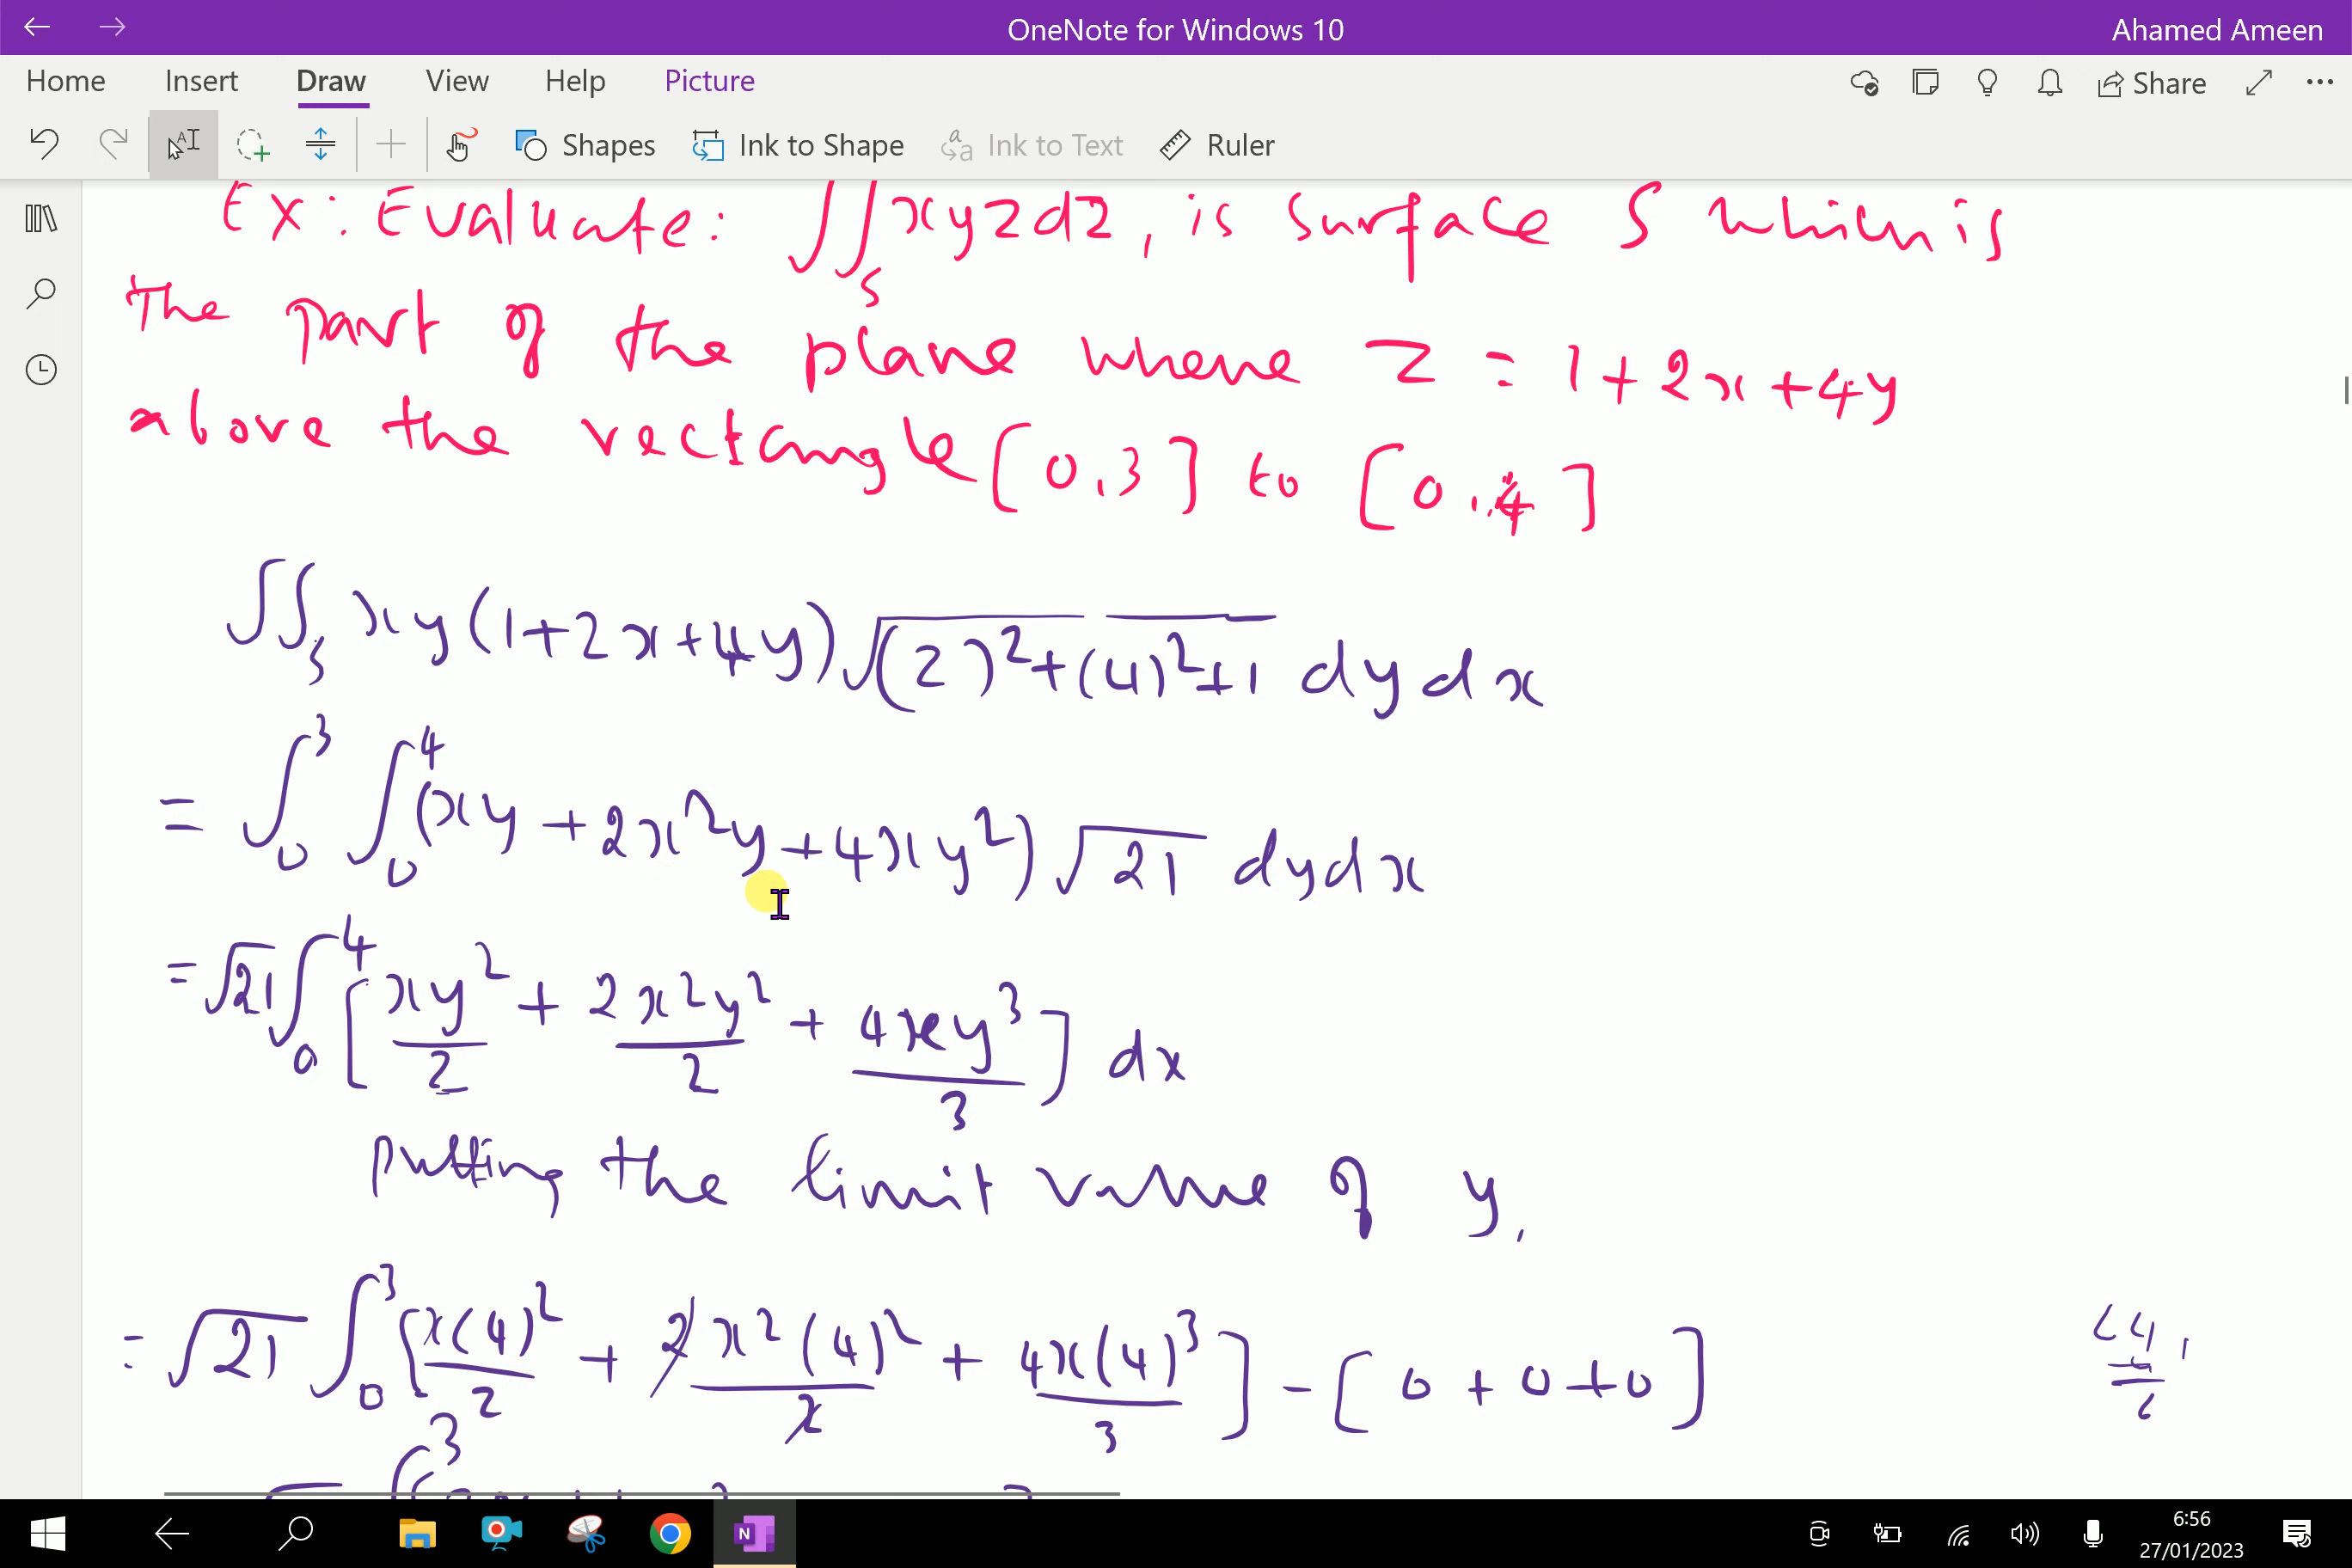 OneNote for Windows 10
Ahamed Ameen
Home Insert Draw View Help Picture Share
Shapes Ink to Shape Ink to Text Ruler
Ex: Evaluate: ∬_S xyzdz, is surface S which is
the part of the plane where z = 1+2x+4y
above the rectangle [0,3] to [0,4]
∬_S xy(1+2x+4y)√((2)²+(4)²+1) dydx
= ∫₀³ ∫₀⁴ (xy + 2x²y + 4xy²) √21 dydx
= √21 ∫₀⁴ [xy²/2 + 2x²y²/2 + 4xy³/3] dx
putting the limit value of y,
= √21 ∫₀³ [x(4)²/2 + 2x²(4)²/2 + 4x(4)³/3] - [0+0+0]
6:56
27/01/2023